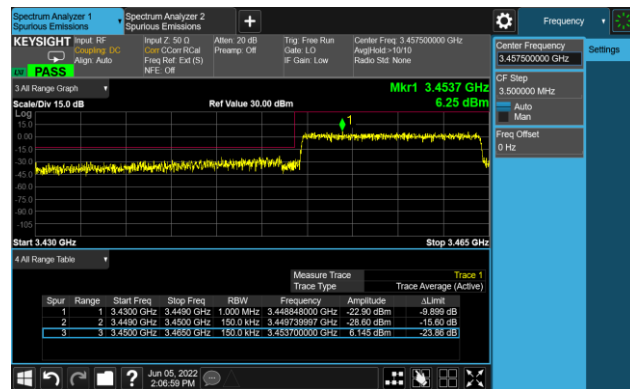 Spectrum Analyzer 1
Spurious Emissions
Spectrum Analyzer 2
Spurious Emissions
Frequency
KEYSIGHT
Input: RF
Coupling: DC
Align: Auto
Input Z: 50 Ω
Corr CCorr RCal
Freq Ref: Ext (S)
NFE: Off
Atten: 20 dB
Preamp: Off
Trig: Free Run
Gate: LO
IF Gain: Low
Center Freq: 3.457500000 GHz
Avg|Hold:>10/10
Radio Std: None
PASS
Center Frequency
3.457500000 GHz
Settings
CF Step
3.500000 MHz
Auto
Man
Freq Offset
0 Hz
3 All Range Graph
Mkr1 3.4537 GHz
6.25 dBm
Scale/Div 15.0 dB
Ref Value 30.00 dBm
Log
15.0
0.00
-15.0
-30.0
-45.0
-60.0
-75.0
-90.0
-105
1
Start 3.430 GHz
Stop 3.465 GHz
4 All Range Table
Measure Trace Trace 1
Trace Type Trace Average (Active)
Spur Range Start Freq Stop Freq RBW Frequency Amplitude ΔLimit
1 1 3.4300 GHz 3.4490 GHz 1.000 MHz 3.448848000 GHz -22.90 dBm -9.899 dB
2 2 3.4490 GHz 3.4500 GHz 150.0 kHz 3.449739997 GHz -28.60 dBm -15.60 dB
3 3 3.4500 GHz 3.4650 GHz 150.0 kHz 3.453700000 GHz 6.145 dBm -23.86 dB
?
Jun 05, 2022
2:06:59 PM